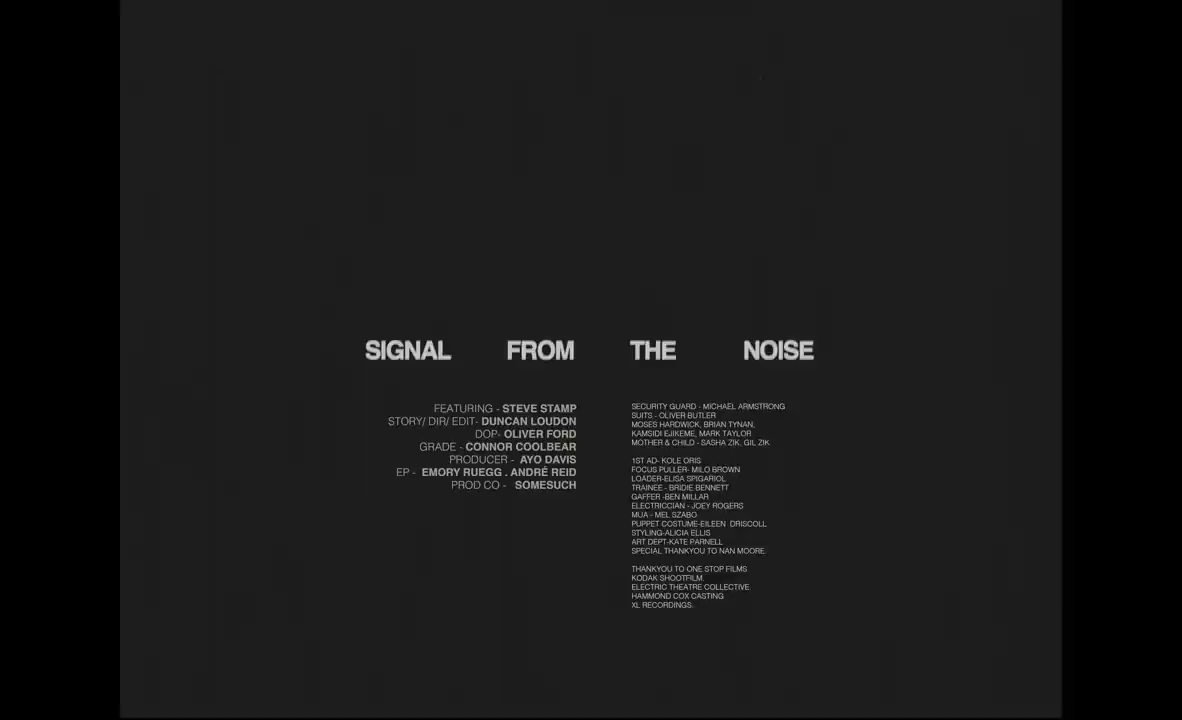 SIGNAL FROM THE NOISE
FEATURING - STEVE STAMP
STORY/ DIR/ EDIT- DUNCAN LOUDON
DOP- OLIVER FORD
GRADE - CONNOR COOLBEAR
PRODUCER - AYO DAVIS
EP - EMORY RUEGG . ANDRÉ REID
PROD CO - SOMESUCH
SECURITY GUARD - MICHAEL ARMSTRONG
SUITS - OLIVER BUTLER
MOSES HARDWICK, BRIAN TYNAN,
KAMSIDI EJIKEME, MARK TAYLOR
MOTHER & CHILD - SASHA ZIK, GIL ZIK
1ST AD- KOLE ORIS
FOCUS PULLER- MILO BROWN
LOADER-ELISA SPIGARIOL
TRAINEE - BRIDIE BENNETT
GAFFER -BEN MILLAR
ELECTRICCIAN - JOEY ROGERS
MUA - MEL SZABO
PUPPET COSTUME-EILEEN DRISCOLL
STYLING-ALICIA ELLIS
ART DEPT-KATE PARNELL
SPECIAL THANKYOU TO NAN MOORE.
THANKYOU TO ONE STOP FILMS
KODAK SHOOTFILM.
ELECTRIC THEATRE COLLECTIVE.
HAMMOND COX CASTING
XL RECORDINGS.